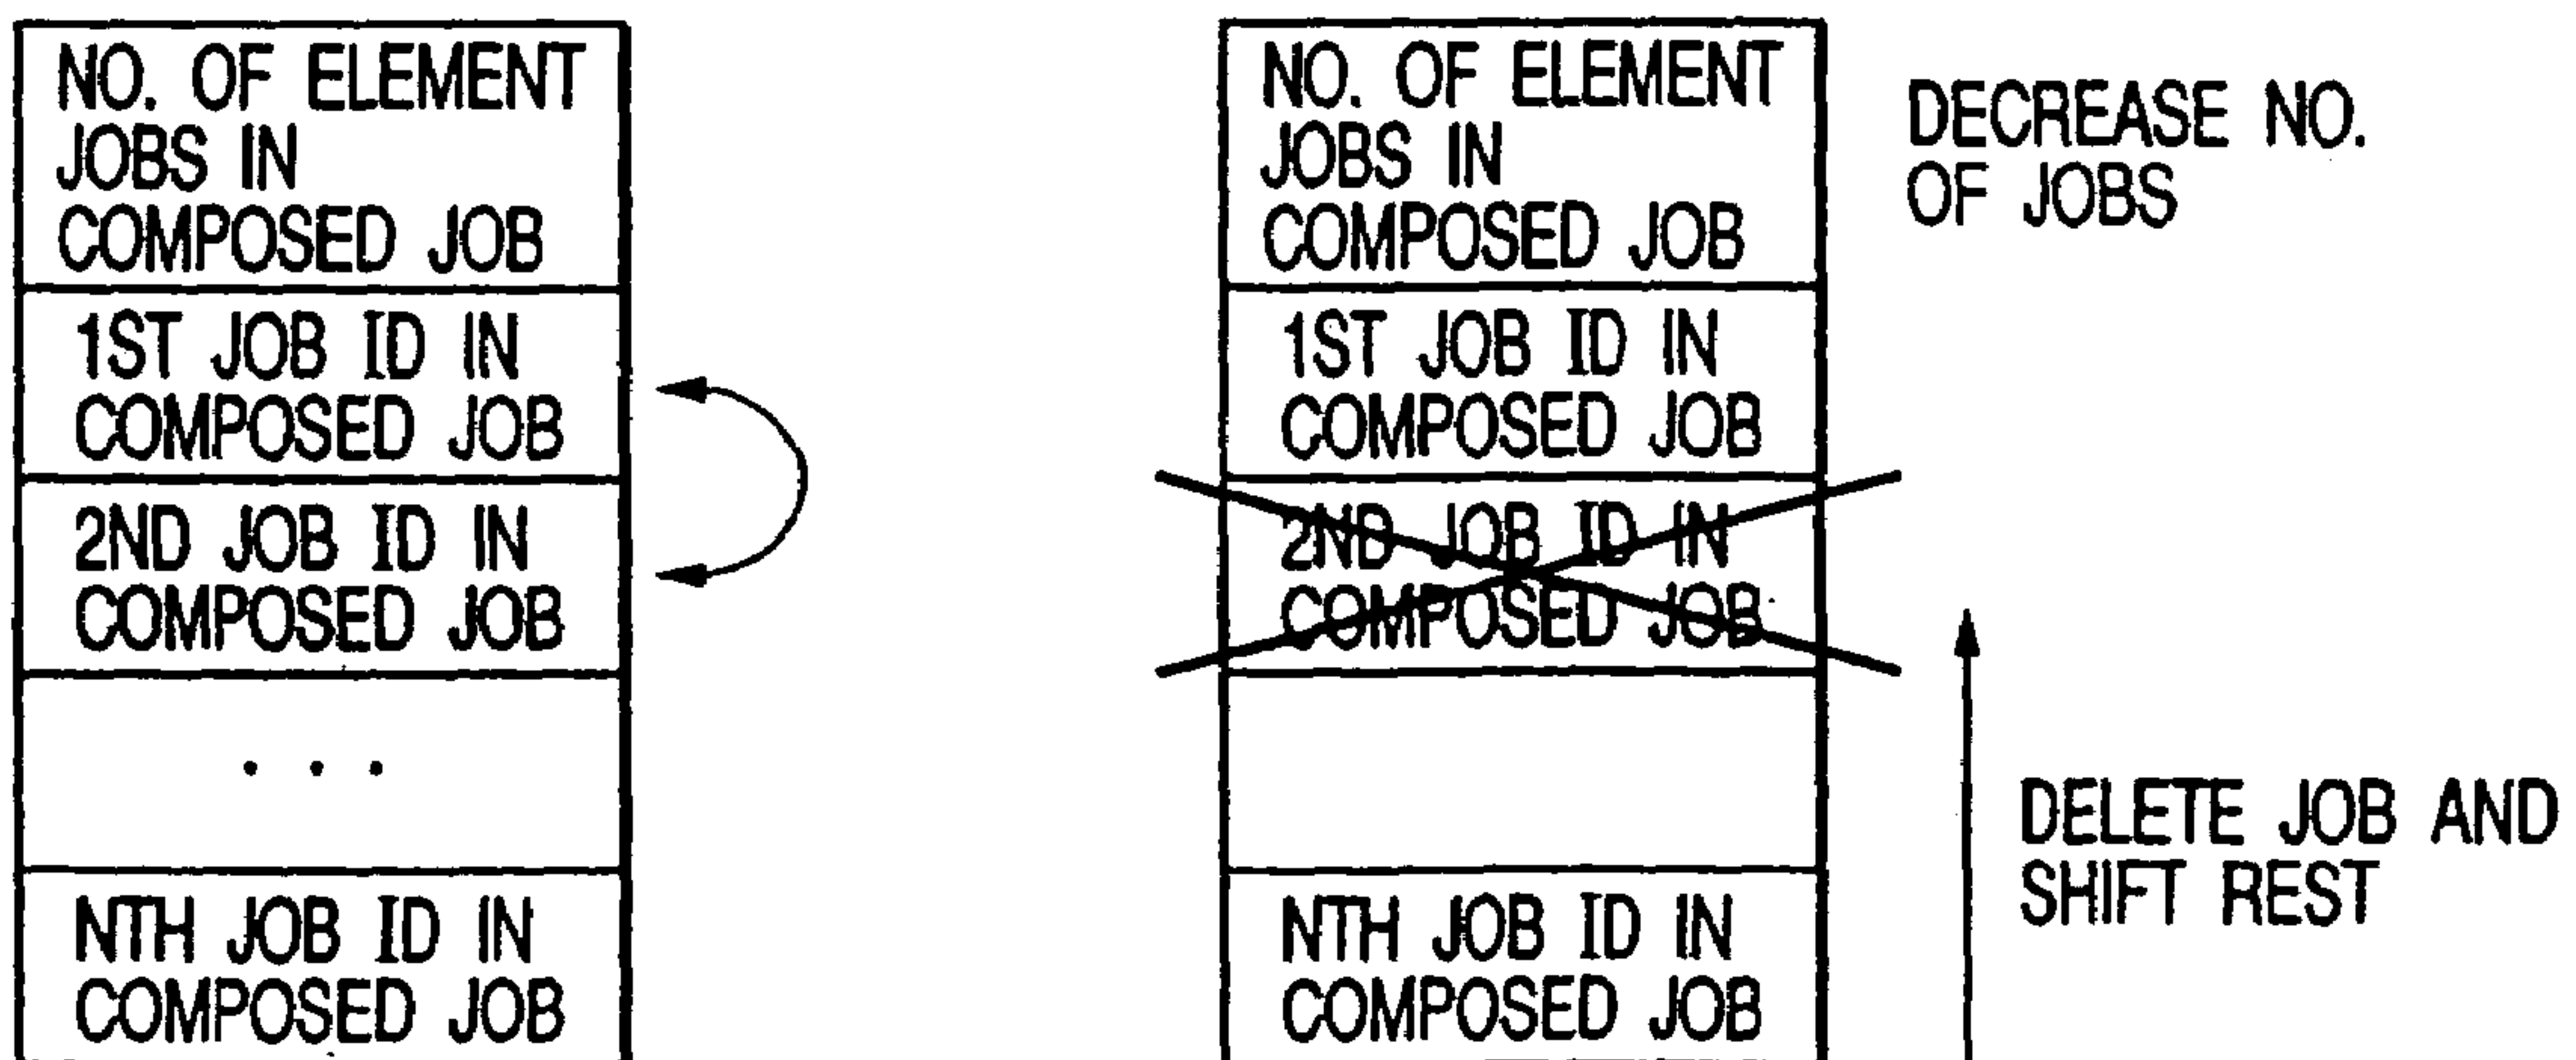 NO. OF ELEMENT
JOBS IN
COMPOSED JOB
1ST JOB ID IN
COMPOSED JOB
2ND JOB ID IN
COMPOSED JOB
. . .
NTH JOB ID IN
COMPOSED JOB
NO. OF ELEMENT
JOBS IN
COMPOSED JOB
1ST JOB ID IN
COMPOSED JOB
2ND JOB ID IN
COMPOSED JOB
NTH JOB ID IN
COMPOSED JOB
DECREASE NO.
OF JOBS
DELETE JOB AND
SHIFT REST